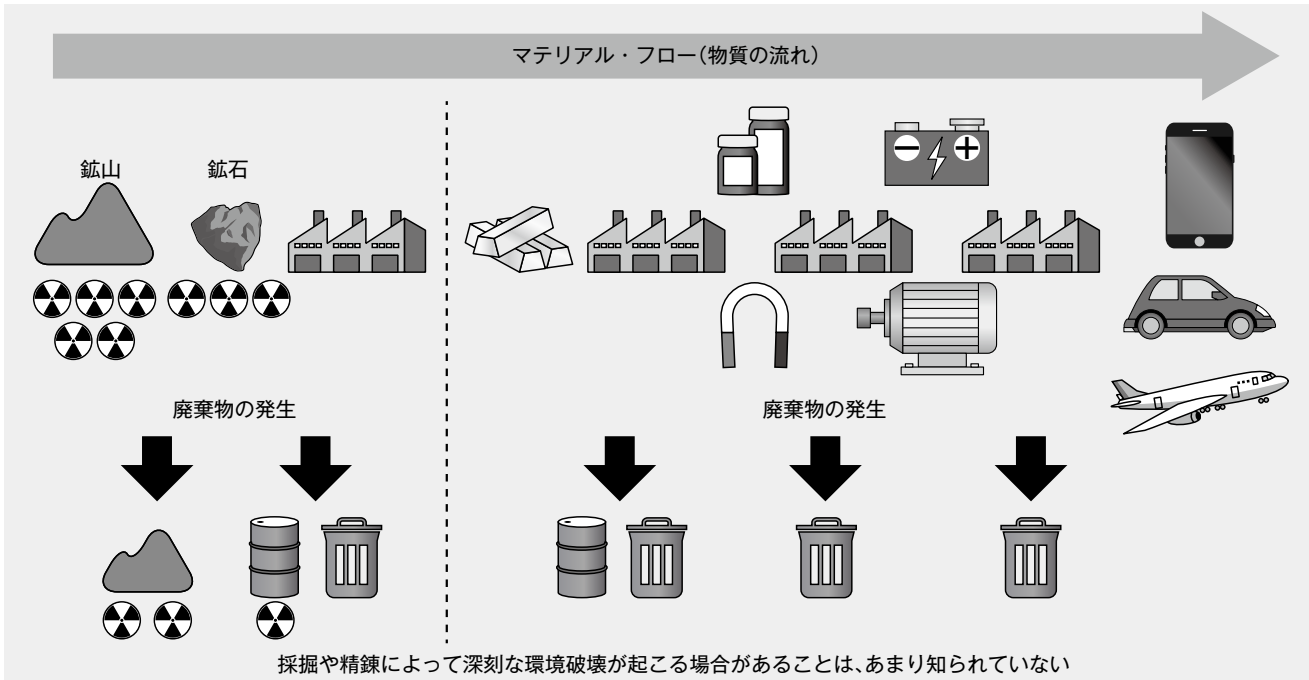 マテリアル・フロー(物質の流れ)
鉱山
鉱石
廃棄物の発生
廃棄物の発生
採掘や精錬によって深刻な環境破壊が起こる場合があることは、あまり知られていない